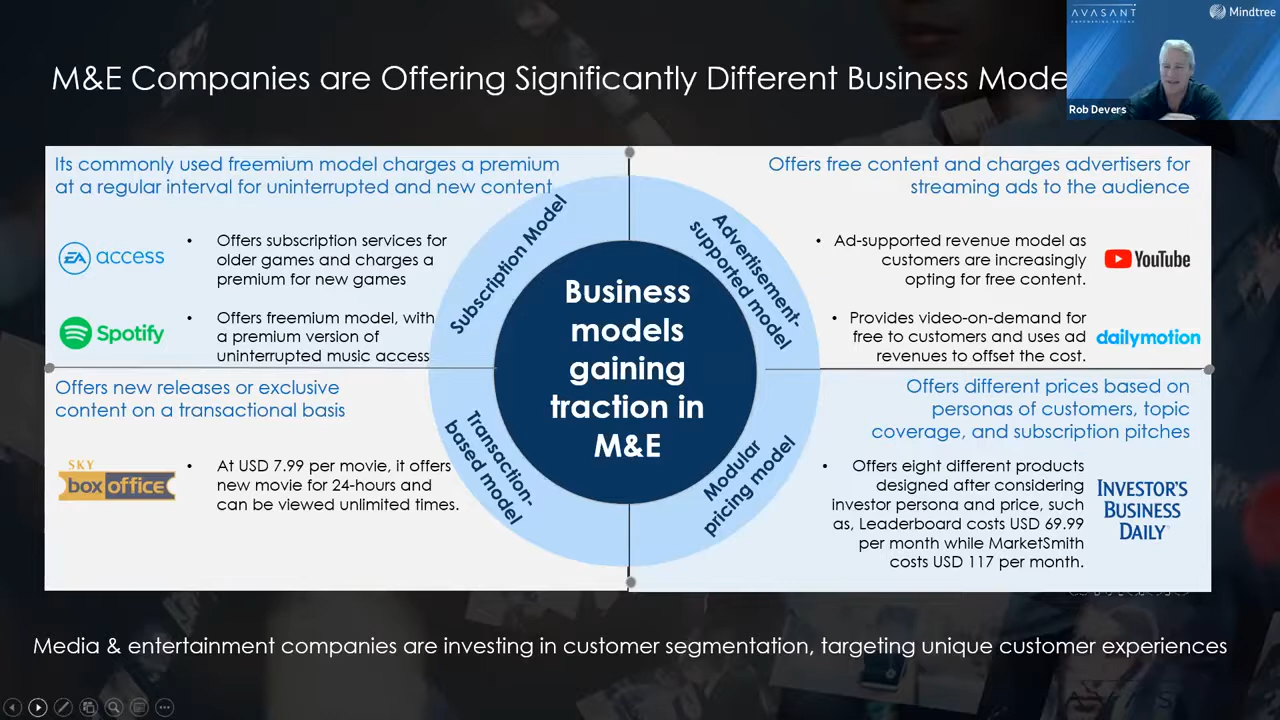 AVASANT
Mindtree
Rob Devers
M&E Companies are Offering Significantly Different Business Mode
Its commonly used freemium model charges a premium
at a regular interval for uninterrupted and new content
EA access
Offers subscription services for
older games and charges a
premium for new games
Spotify
Offers freemium model, with
a premium version of
uninterrupted music access
Subscription Model
Offers free content and charges advertisers for
streaming ads to the audience
Advertisement-
supported model
Ad-supported revenue model as
customers are increasingly
opting for free content.
YouTube
Provides video-on-demand for
free to customers and uses ad
revenues to offset the cost.
dailymotion
Business
models
gaining
traction in
M&E
Offers new releases or exclusive
content on a transactional basis
SKY
box office
At USD 7.99 per movie, it offers
new movie for 24-hours and
can be viewed unlimited times.
Transaction-
based model
Offers different prices based on
personas of customers, topic
coverage, and subscription pitches
Modular
pricing model
Offers eight different products
designed after considering
investor persona and price, such
as, Leaderboard costs USD 69.99
per month while MarketSmith
costs USD 117 per month.
INVESTOR'S
BUSINESS
DAILY
Media & entertainment companies are investing in customer segmentation, targeting unique customer experiences